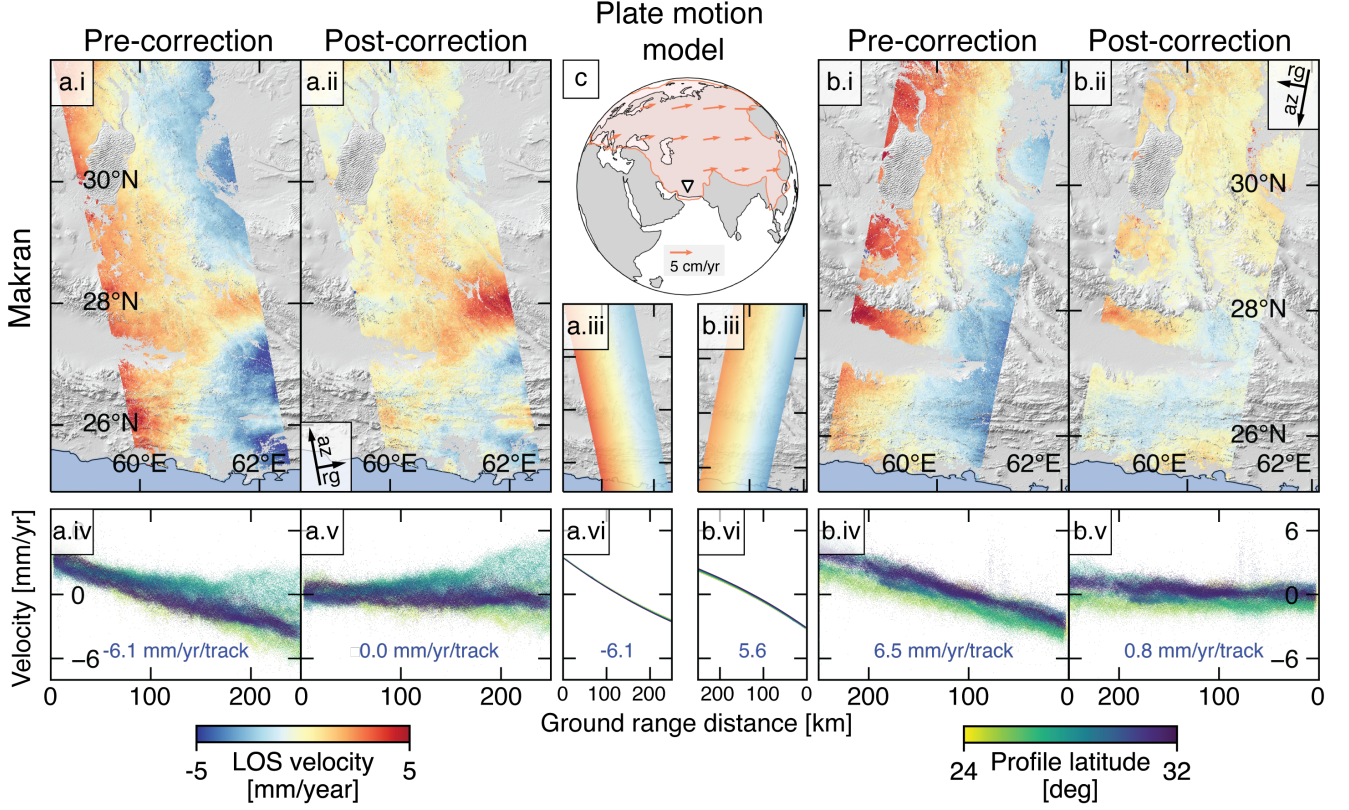 Plate motion
model
Pre-correction
Post-correction
Pre-correction
Post-correction
Makran
a.i
a.ii
c
b.i
b.ii
rg
az
30°N
28°N
26°N
60°E
62°E
60°E
62°E
az
rg
5 cm/yr
a.iii
b.iii
30°N
28°N
26°N
60°E
62°E
60°E
62°E
30°N
28°N
26°N
Velocity [mm/yr]
a.iv
a.v
a.vi
b.vi
b.iv
b.v
6
0
−6
0
−6
-6.1 mm/yr/track
0.0 mm/yr/track
-6.1
5.6
6.5 mm/yr/track
0.8 mm/yr/track
0
100
200
0
100
200
0
100
200
200
100
0
200
100
0
200
100
0
Ground range distance [km]
-5
LOS velocity
[mm/year]
5
24
Profile latitude
[deg]
32